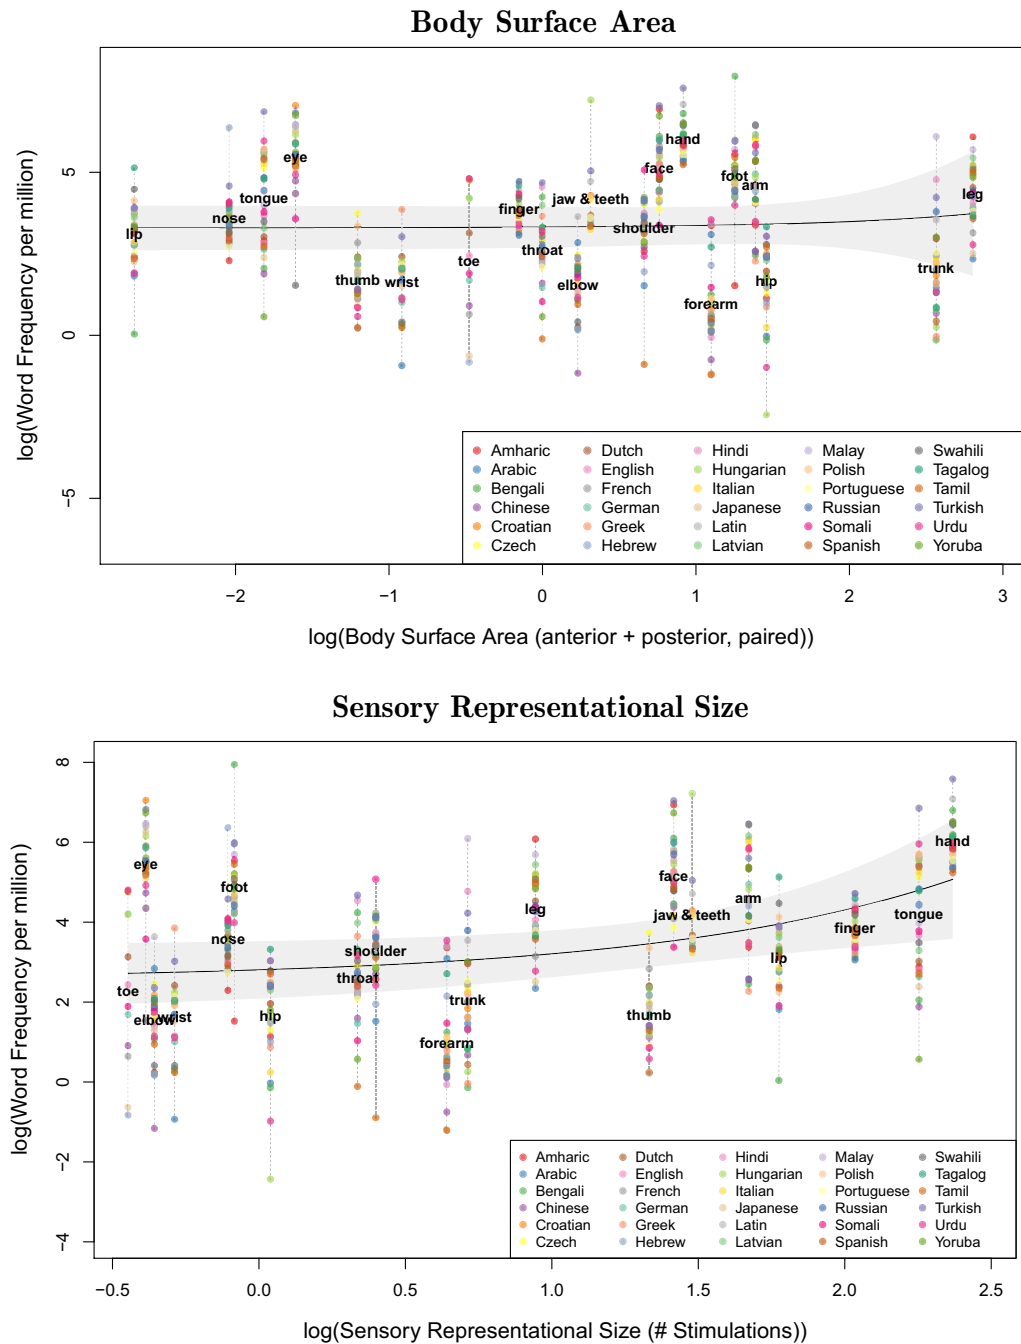 Body Surface Area
log(Word Frequency per million)
5
0
−5
lip
nose
tongue
eye
thumb
wrist
toe
finger
throat
elbow
jaw & teeth
shoulder
face
hand
forearm
foot
arm
hip
trunk
leg
Amharic Dutch Hindi Malay Swahili
Arabic English Hungarian Polish Tagalog
Bengali French Italian Portuguese Tamil
Chinese German Japanese Russian Turkish
Croatian Greek Latin Somali Urdu
Czech Hebrew Latvian Spanish Yoruba
−2 −1 0 1 2 3
log(Body Surface Area (anterior + posterior, paired))
Sensory Representational Size
log(Word Frequency per million)
8
6
4
2
0
−2
−4
toe
eye
elbow
wrist
nose
foot
hip
throat
shoulder
forearm
trunk
leg
thumb
face
jaw & teeth
arm
lip
finger
tongue
hand
Amharic Dutch Hindi Malay Swahili
Arabic English Hungarian Polish Tagalog
Bengali French Italian Portuguese Tamil
Chinese German Japanese Russian Turkish
Croatian Greek Latin Somali Urdu
Czech Hebrew Latvian Spanish Yoruba
−0.5 0.0 0.5 1.0 1.5 2.0 2.5
log(Sensory Representational Size (# Stimulations))